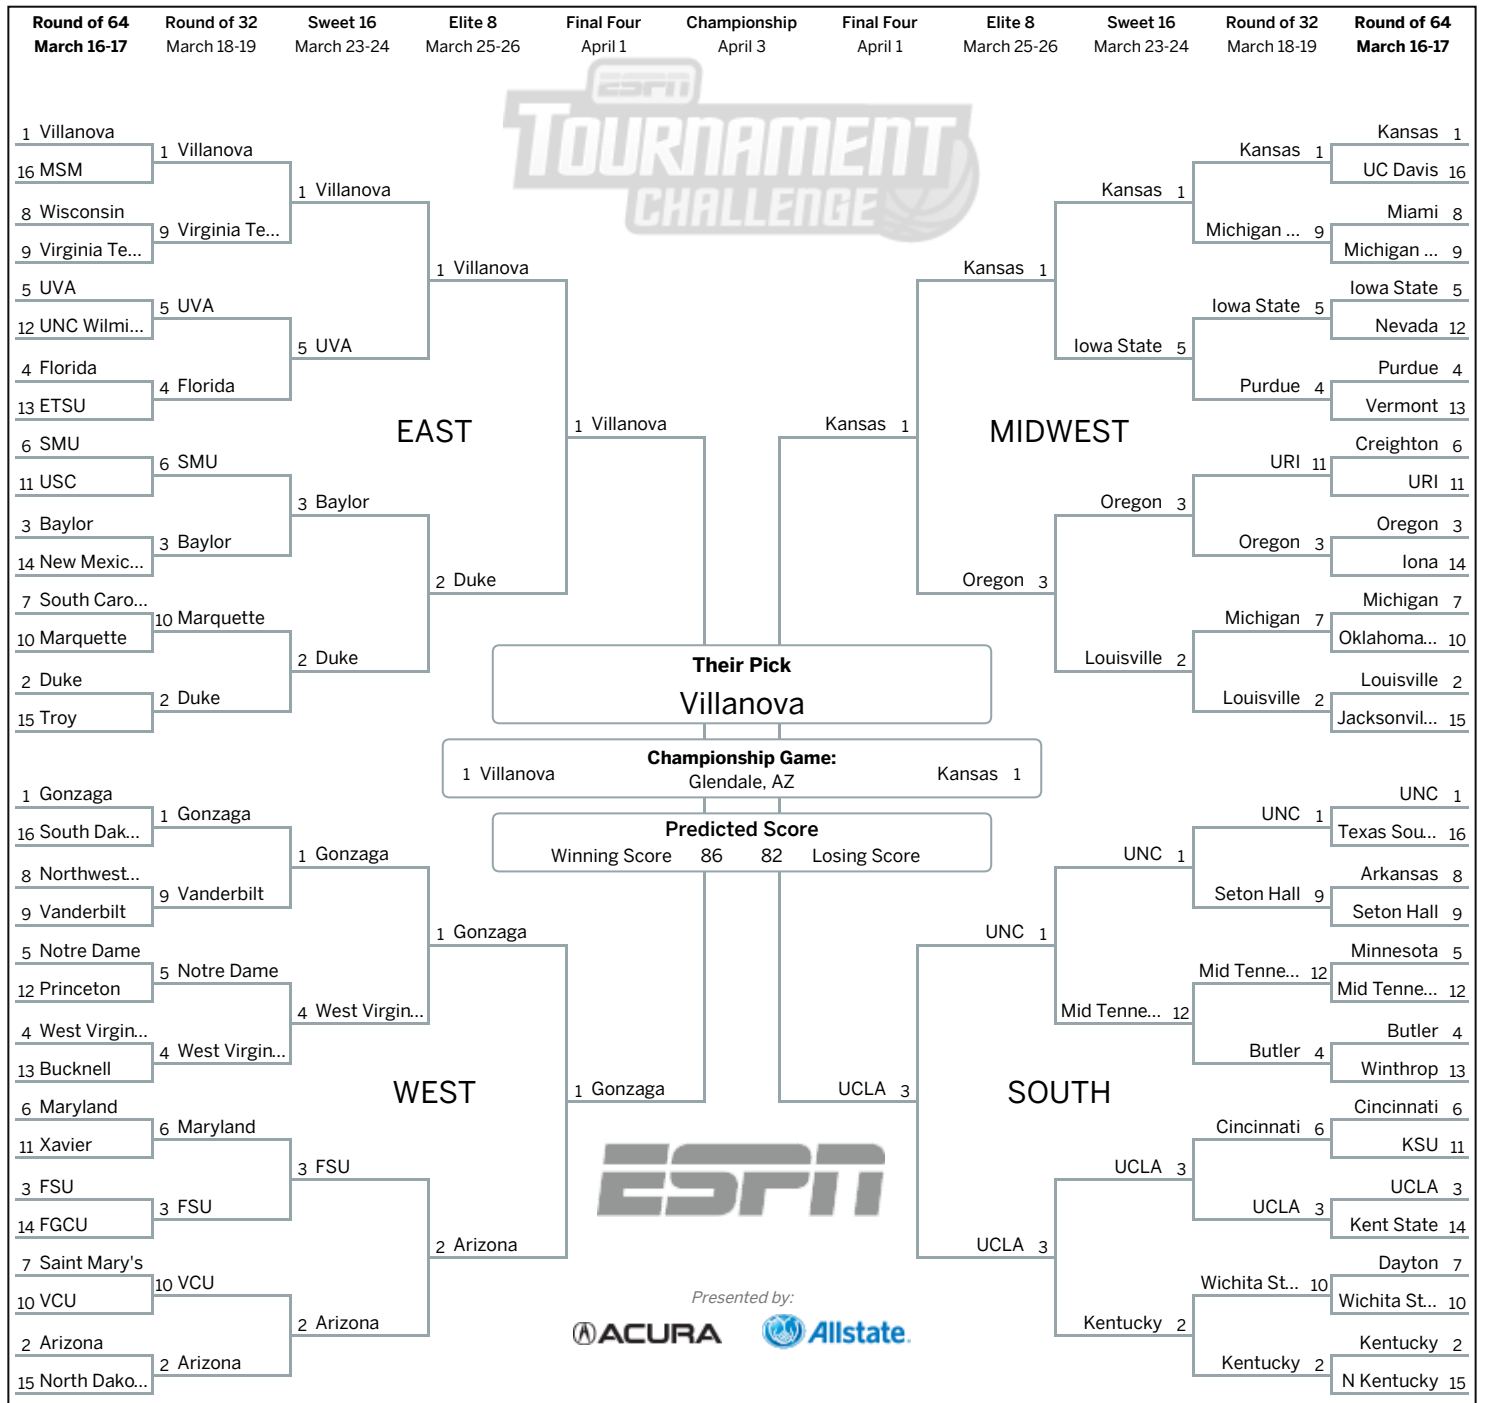 Round of 64 Round of 32 Sweet 16 Elite 8 Final Four Championship Final Four Elite 8 Sweet 16 Round of 32 Round of 64
March 16-17 March 18-19 March 23-24 March 25-26 April 1 April 3 April 1 March 25-26 March 23-24 March 18-19 March 16-17
ESPN
TOURNAMENT
CHALLENGE
1 Villanova
16 MSM
8 Wisconsin
9 Virginia Te...
5 UVA
12 UNC Wilmi...
4 Florida
13 ETSU
6 SMU
11 USC
3 Baylor
14 New Mexic...
7 South Caro...
10 Marquette
2 Duke
15 Troy
1 Villanova
9 Virginia Te...
5 UVA
4 Florida
6 SMU
3 Baylor
10 Marquette
2 Duke
1 Villanova
5 UVA
3 Baylor
2 Duke
1 Villanova
2 Duke
EAST
1 Villanova
Kansas 1
MIDWEST
Kansas 1
Oregon 3
Kansas 1
Iowa State 5
Oregon 3
Louisville 2
Kansas 1
Michigan ... 9
Iowa State 5
Purdue 4
URI 11
Oregon 3
Michigan 7
Louisville 2
Kansas 1
UC Davis 16
Miami 8
Michigan ... 9
Iowa State 5
Nevada 12
Purdue 4
Vermont 13
Creighton 6
URI 11
Oregon 3
Iona 14
Michigan 7
Oklahoma... 10
Louisville 2
Jacksonvil... 15
Their Pick
Villanova
Championship Game:
1 Villanova Glendale, AZ Kansas 1
Predicted Score
Winning Score 86 82 Losing Score
1 Gonzaga
16 South Dak...
8 Northwest...
9 Vanderbilt
5 Notre Dame
12 Princeton
4 West Virgin...
13 Bucknell
6 Maryland
11 Xavier
3 FSU
14 FGCU
7 Saint Mary's
10 VCU
2 Arizona
15 North Dako...
1 Gonzaga
9 Vanderbilt
5 Notre Dame
4 West Virgin...
6 Maryland
3 FSU
10 VCU
2 Arizona
1 Gonzaga
4 West Virgin...
3 FSU
2 Arizona
1 Gonzaga
2 Arizona
WEST
1 Gonzaga
UCLA 3
SOUTH
UNC 1
UCLA 3
UNC 1
Mid Tenne... 12
UCLA 3
Kentucky 2
UNC 1
Seton Hall 9
Mid Tenne... 12
Butler 4
Cincinnati 6
UCLA 3
Wichita St... 10
Kentucky 2
UNC 1
Texas Sou... 16
Arkansas 8
Seton Hall 9
Minnesota 5
Mid Tenne... 12
Butler 4
Winthrop 13
Cincinnati 6
KSU 11
UCLA 3
Kent State 14
Dayton 7
Wichita St... 10
Kentucky 2
N Kentucky 15
ESPN
Presented by:
ACURA Allstate.